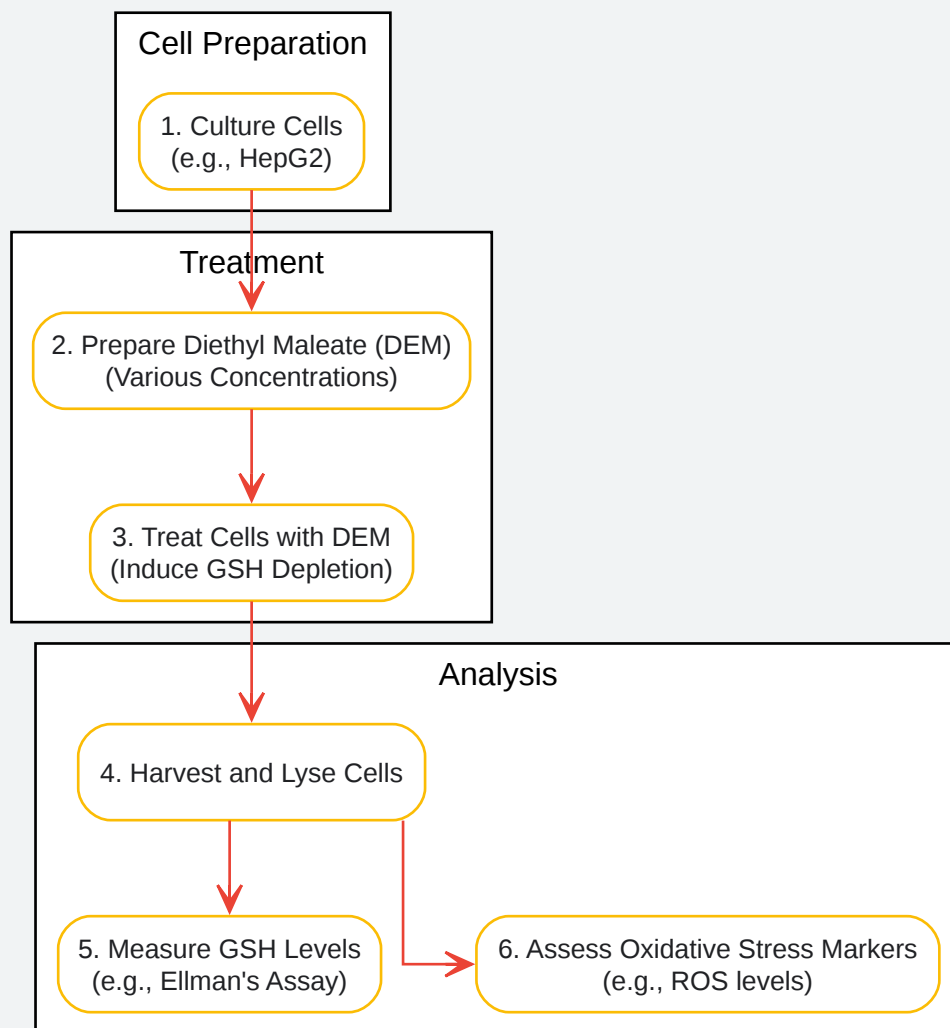 Cell Preparation
1. Culture Cells
(e.g., HepG2)
Treatment
2. Prepare Diethyl Maleate (DEM)
(Various Concentrations)
3. Treat Cells with DEM
(Induce GSH Depletion)
Analysis
4. Harvest and Lyse Cells
5. Measure GSH Levels
(e.g., Ellman's Assay)
6. Assess Oxidative Stress Markers
(e.g., ROS levels)